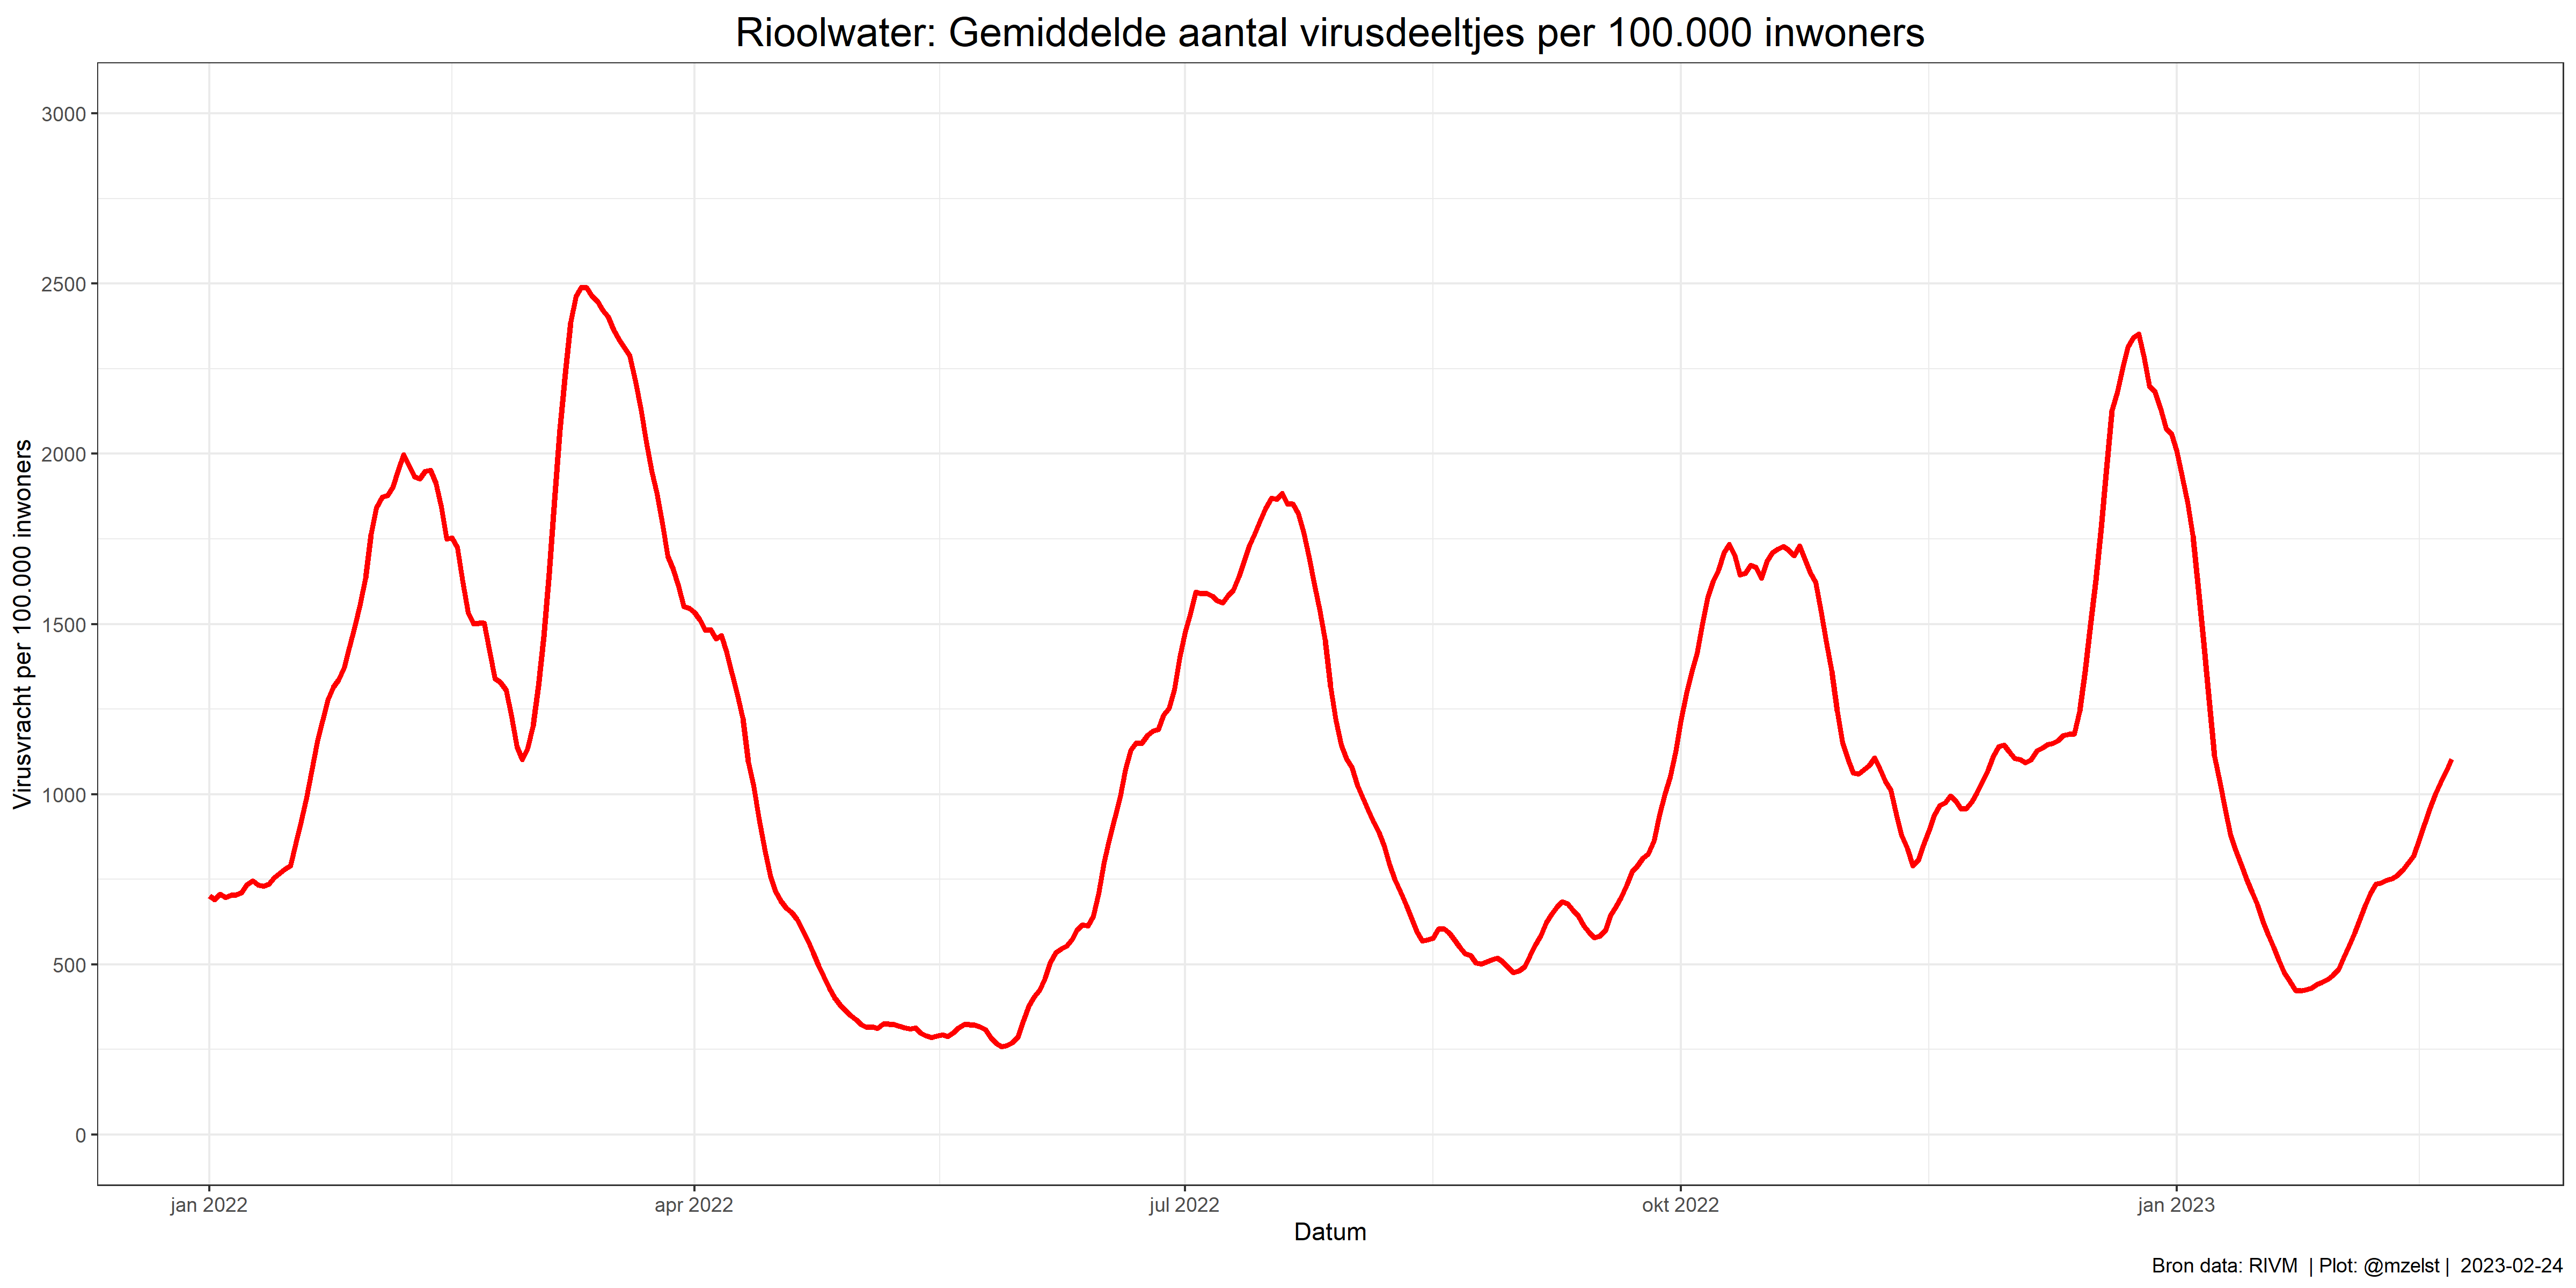 Rioolwater: Gemiddelde aantal virusdeeltjes per 100.000 inwoners
Virusvracht per 100.000 inwoners
3000
2500
2000
1500
1000
500
0
jan 2022 apr 2022 jul 2022 okt 2022 jan 2023
Datum
Bron data: RIVM | Plot: @mzelst | 2023-02-24